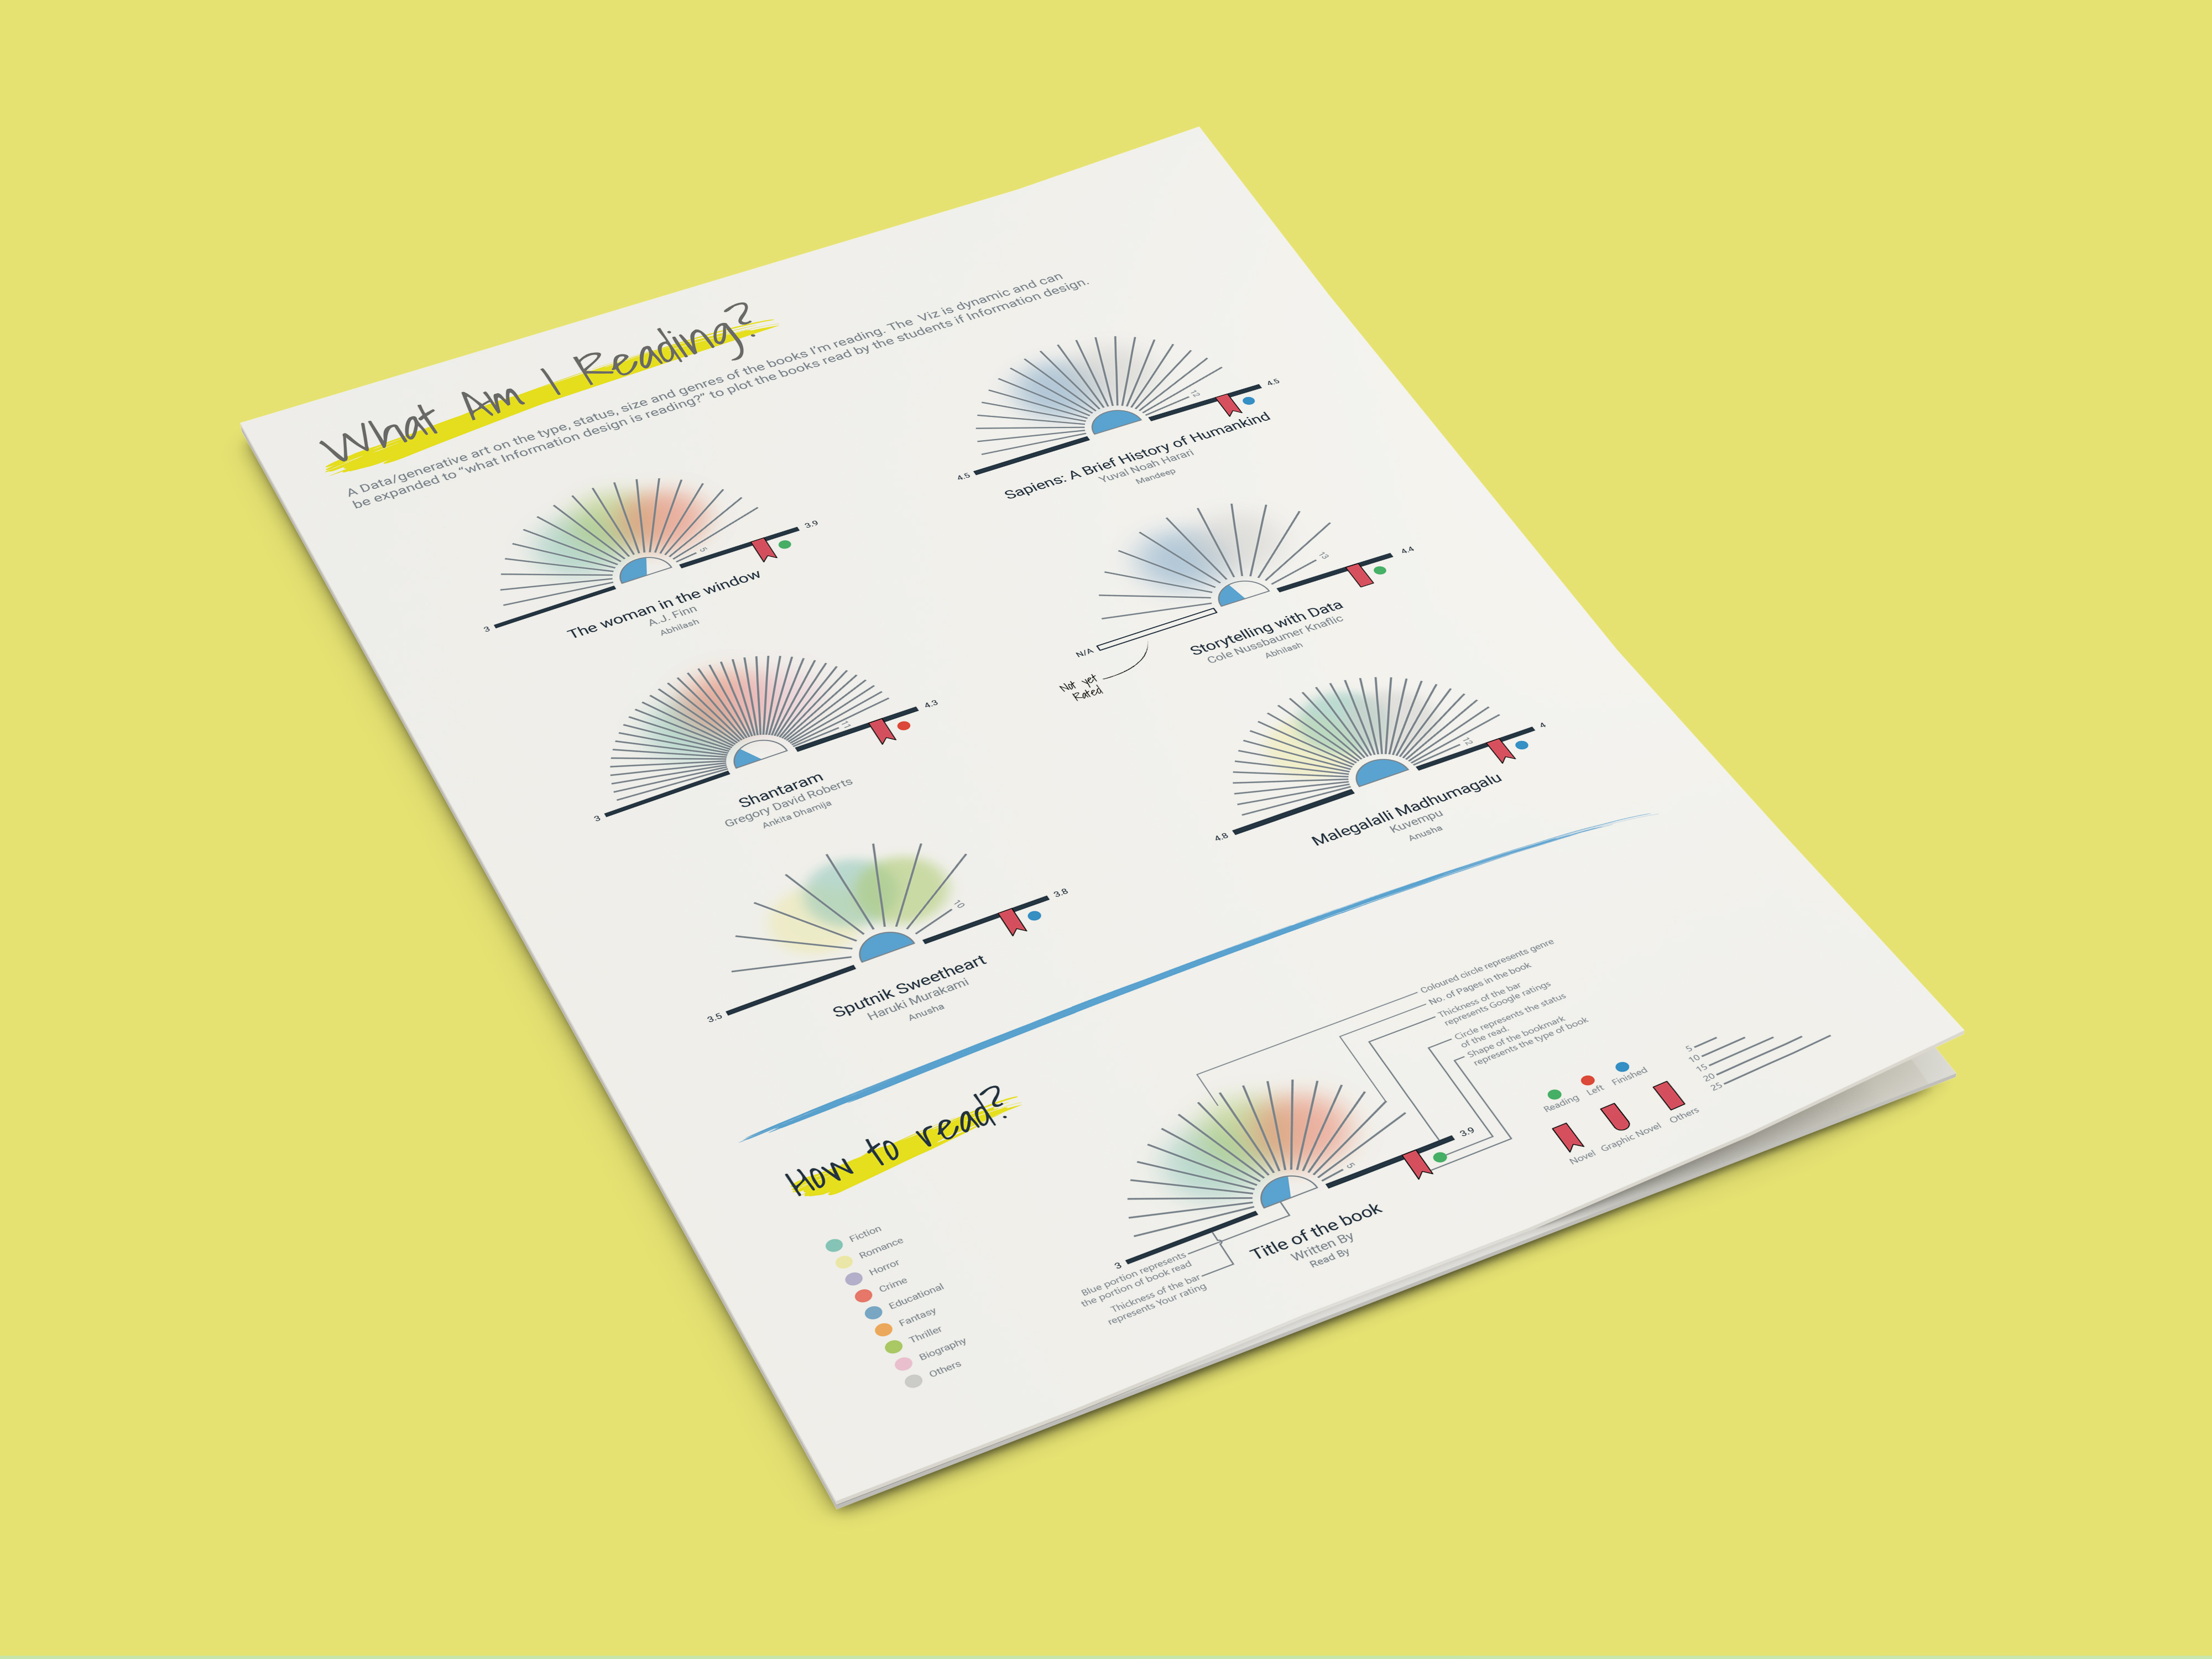 What Am I Reading?
A Data/generative art on the type, status, size and genres of the books I'm reading. The Viz is dynamic and can
be expanded to "what Information design is reading?" to plot the books read by the students if Information design.
3
5
3.9
The woman in the window
A.J. Finn
Abhilash
4.5
12
4.5
Sapiens: A Brief History of Humankind
Yuval Noah Harari
Mandeep
3
11
4.3
Shantaram
Gregory David Roberts
Ankita Dhamija
N/A
13
4.4
Not yet
Rated
Storytelling with Data
Cole Nussbaumer Knaflic
Abhilash
3.5
10
3.8
Sputnik Sweetheart
Haruki Murakami
Anusha
4.8
12
4
Malegalalli Madhumagalu
Kuvempu
Anusha
How to read?
Fiction
Romance
Horror
Crime
Educational
Fantasy
Thriller
Biography
Others
Coloured circle represents genre
No. of Pages in the book
Thickness of the bar
represents Google ratings
Circle represents the status
of the read.
Shape of the bookmark
represents the type of book
3
5
3.9
Title of the book
Written By
Read By
Blue portion represents
the portion of book read
Thickness of the bar
represents Your rating
Reading
Left
Finished
Novel
Graphic Novel
Others
5
10
15
20
25